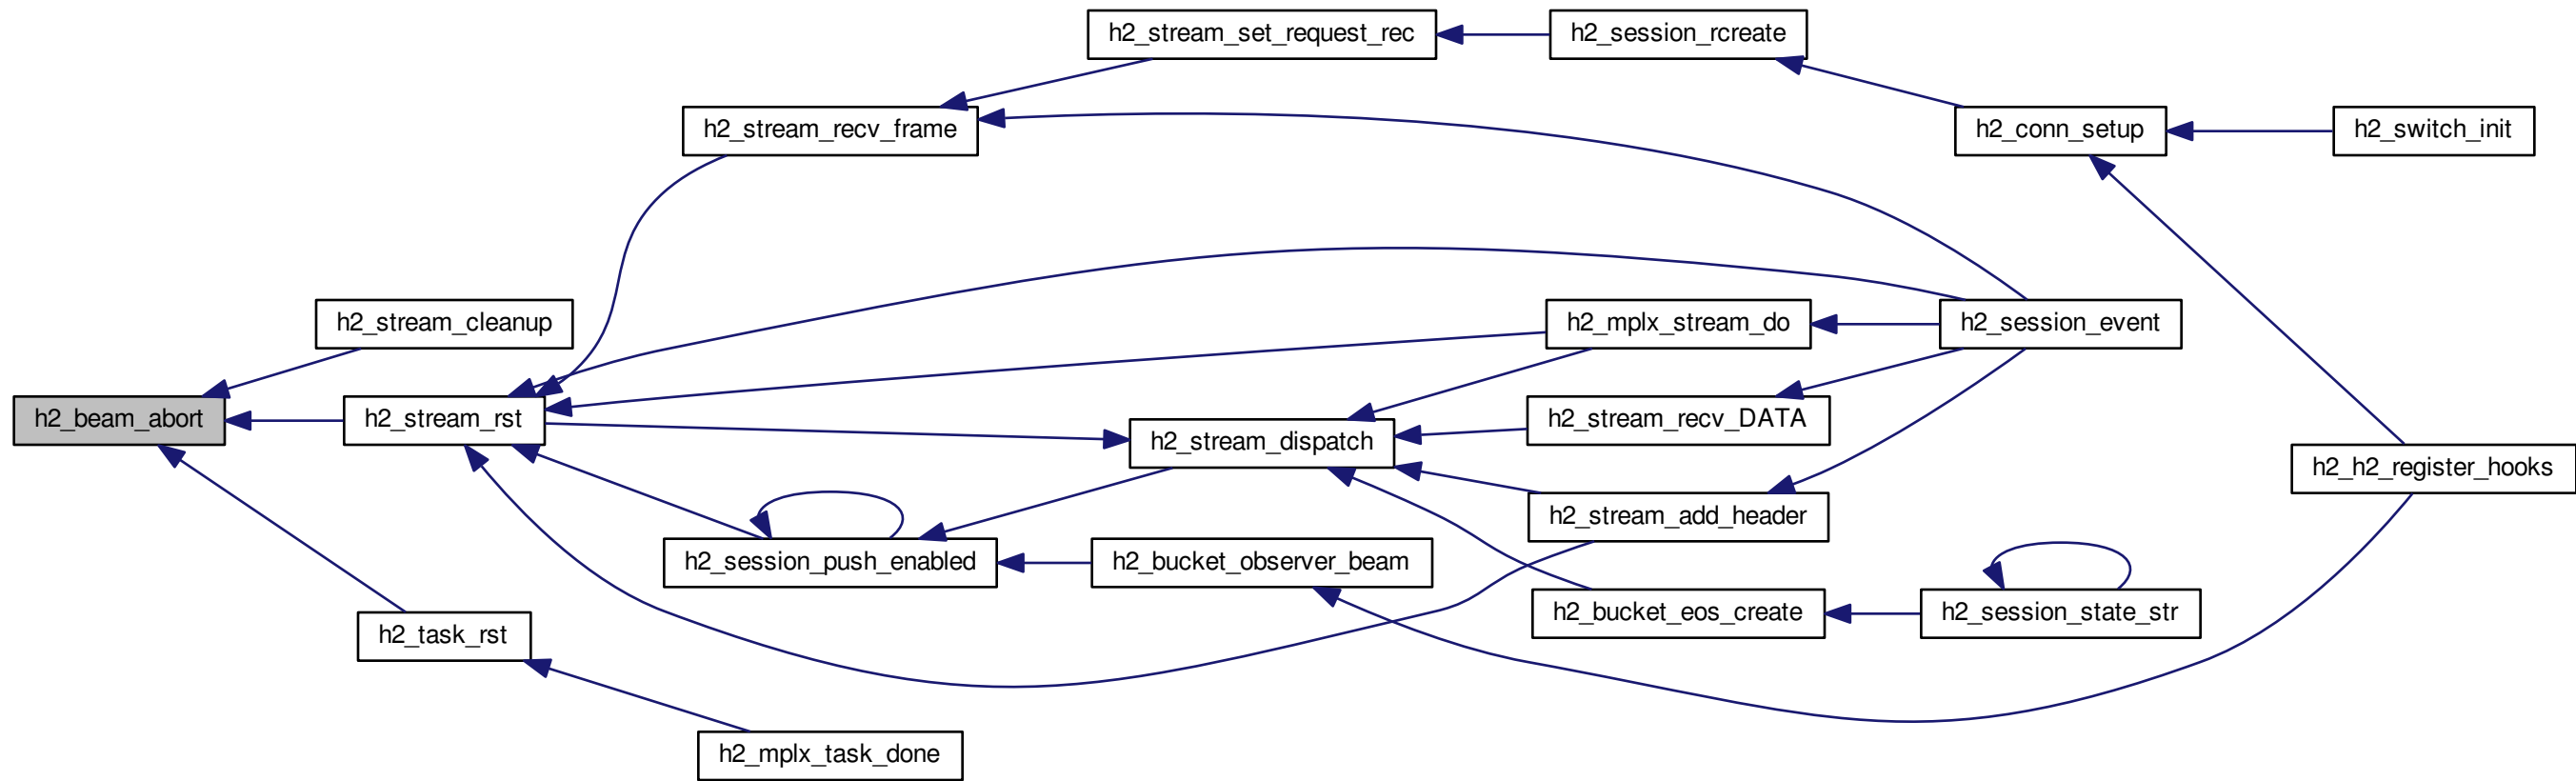 h2_stream_set_request_rec
h2_session_rcreate
h2_stream_recv_frame
h2_conn_setup
h2_switch_init
h2_stream_cleanup
h2_mplx_stream_do
h2_session_event
h2_beam_abort
h2_stream_rst
h2_stream_dispatch
h2_stream_recv_DATA
h2_h2_register_hooks
h2_stream_add_header
h2_session_push_enabled
h2_bucket_observer_beam
h2_bucket_eos_create
h2_session_state_str
h2_task_rst
h2_mplx_task_done